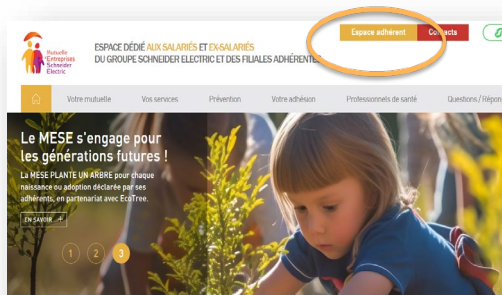 Espace adhérent
Contacts
Mutuelle
Entreprises
Schneider
Electric
ESPACE DÉDIÉ AUX SALARIÉS ET EX-SALARIÉS
DU GROUPE SCHNEIDER ELECTRIC ET DES FILIALES ADHÉRENTES
Votre mutuelle
Vos services
Prévention
Votre adhésion
Professionnels de santé
Questions / Répon
Le MESE s'engage pour
les générations futures !
La MESE PLANTE UN ARBRE pour chaque
naissance ou adoption déclarée par ses
adhérents, en partenariat avec EcoTree.
EN SAVOIR +
1 2 3